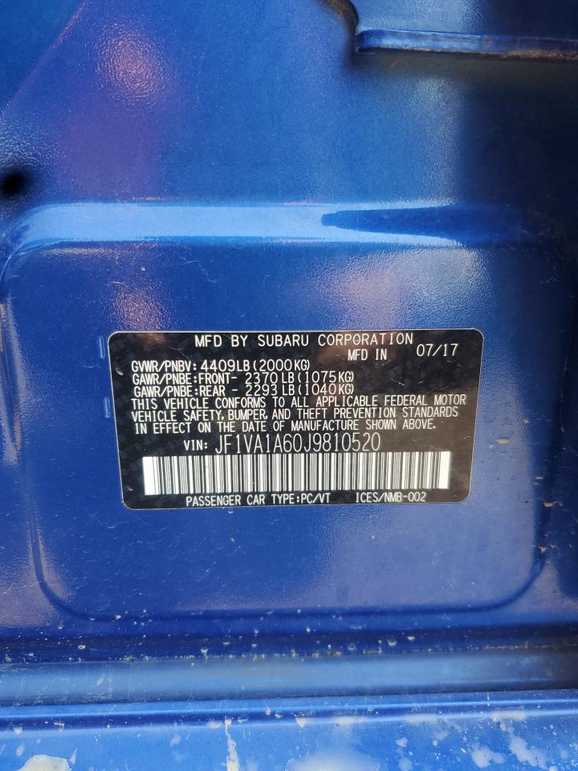 MFD BY SUBARU CORPORATION
MFD IN 07/17
GVWR/PNBV: 4409LB(2000KG)
GAWR/PNBE:FRONT- 2370LB(1075KG)
GAWR/PNBE:REAR - 2293LB(1040KG)
THIS VEHICLE CONFORMS TO ALL APPLICABLE FEDERAL MOTOR
VEHICLE SAFETY, BUMPER, AND THEFT PREVENTION STANDARDS
IN EFFECT ON THE DATE OF MANUFACTURE SHOWN ABOVE.
VIN: JF1VA1A60J9810520
PASSENGER CAR TYPE:PC/VT ICES/NMB-002